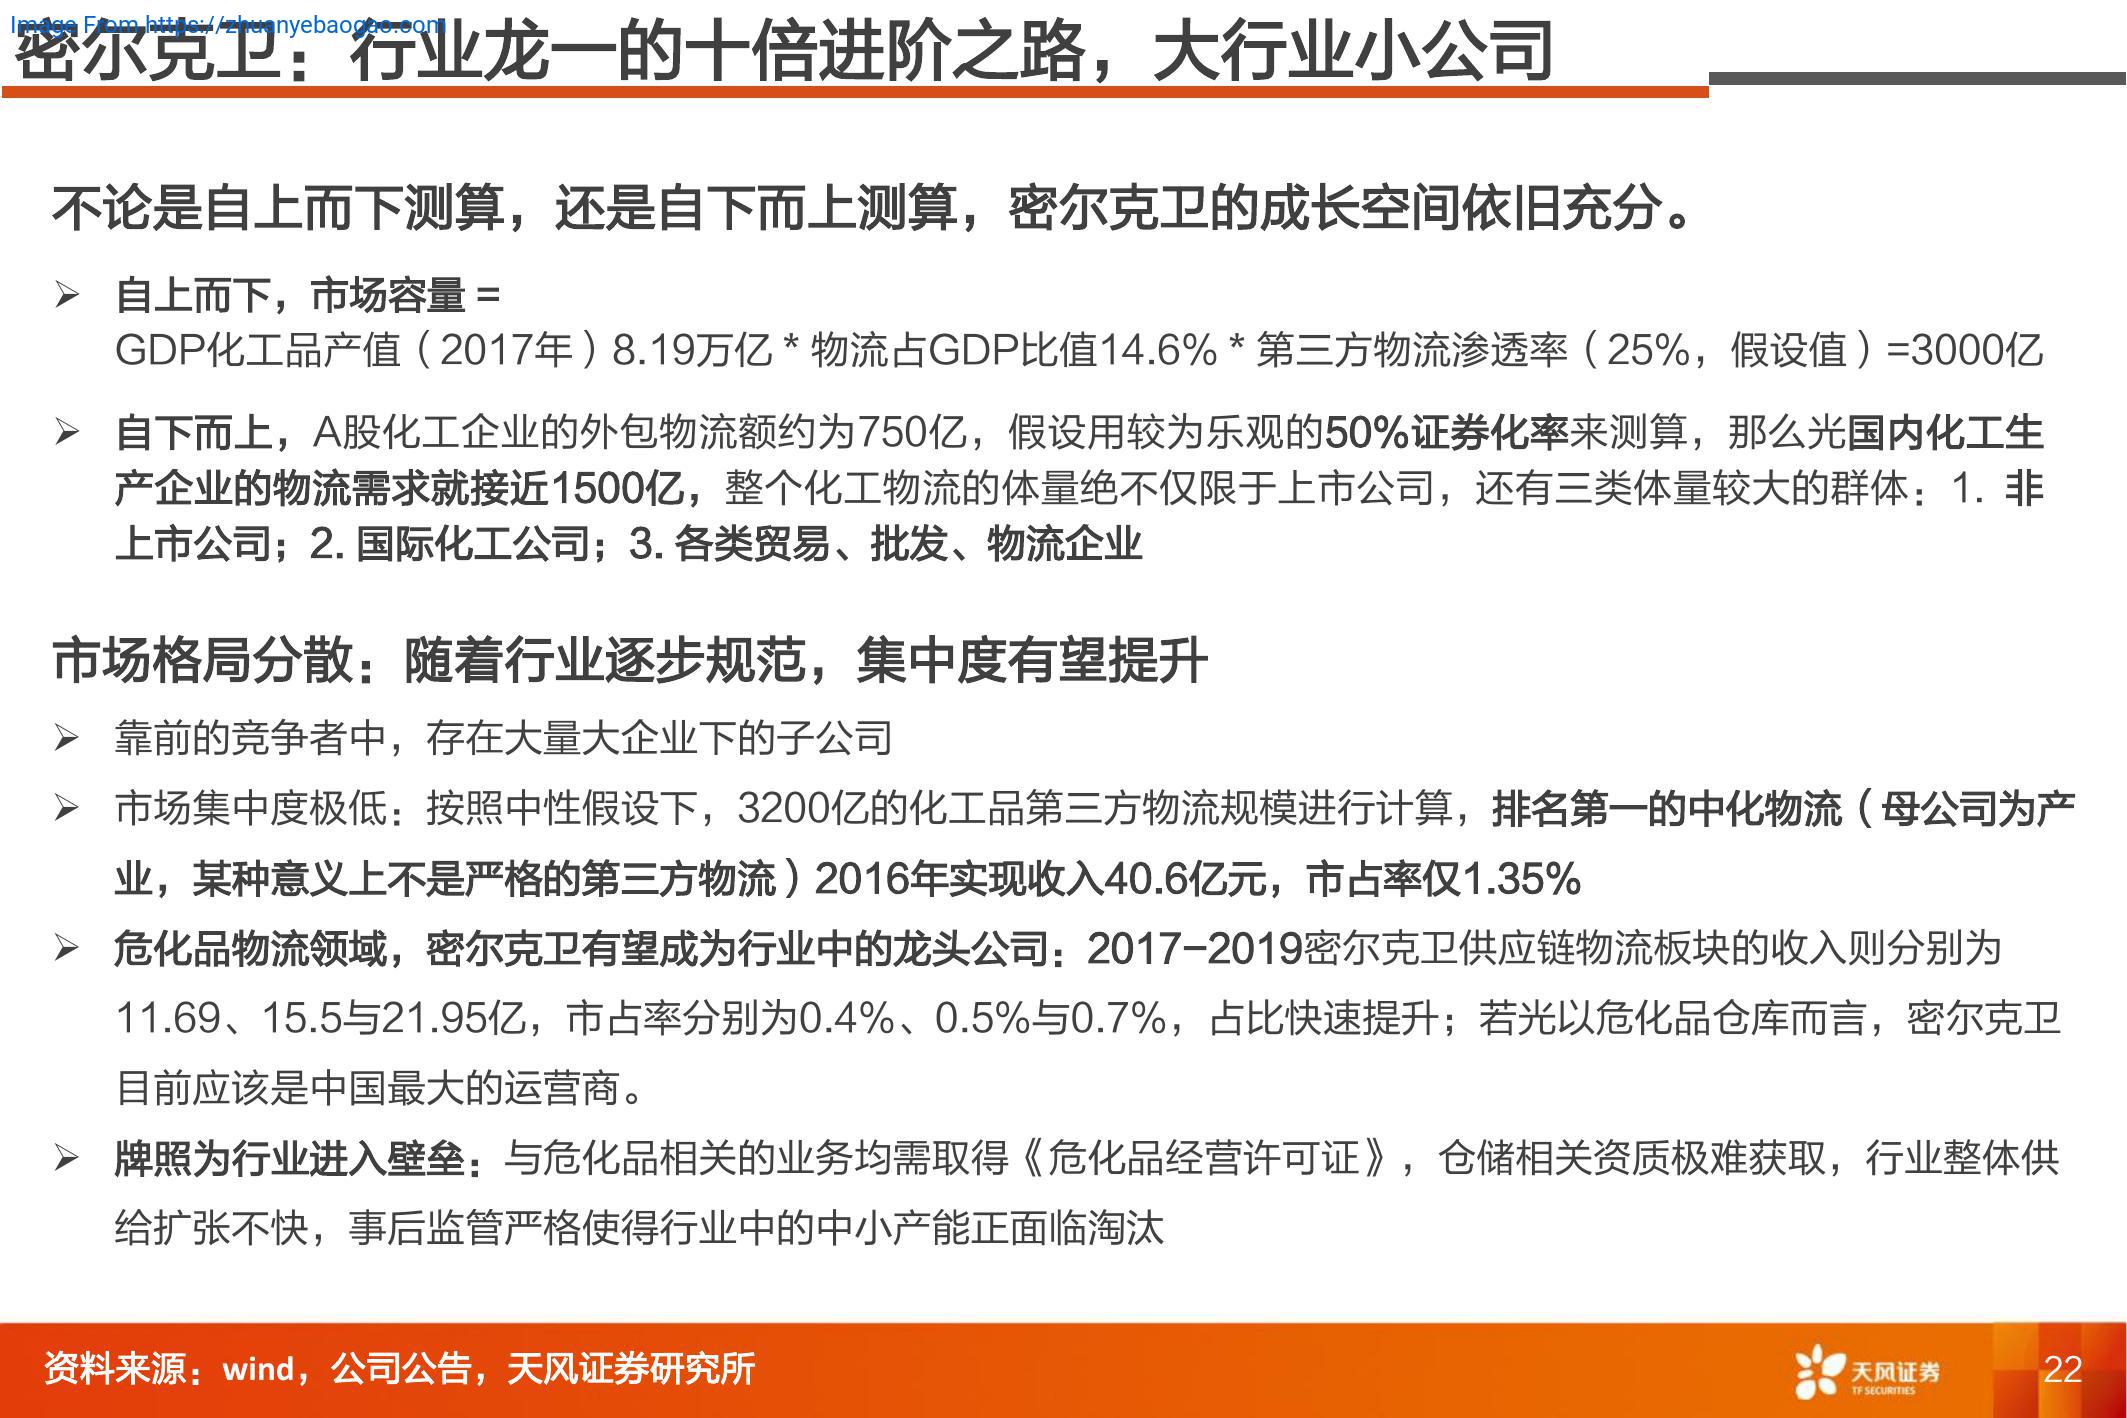 Image From https://zhuanyebaogao.com
密尔克卫：行业龙一的十倍进阶之路，大行业小公司
不论是自上而下测算，还是自下而上测算，密尔克卫的成长空间依旧充分。
➢ 自上而下，市场容量 =
GDP化工品产值（2017年）8.19万亿 * 物流占GDP比值14.6% * 第三方物流渗透率（25%，假设值）=3000亿
➢ 自下而上，A股化工企业的外包物流额约为750亿，假设用较为乐观的50%证券化率来测算，那么光国内化工生
产企业的物流需求就接近1500亿，整个化工物流的体量绝不仅限于上市公司，还有三类体量较大的群体：1. 非
上市公司；2. 国际化工公司；3. 各类贸易、批发、物流企业
市场格局分散：随着行业逐步规范，集中度有望提升
➢ 靠前的竞争者中，存在大量大企业下的子公司
➢ 市场集中度极低：按照中性假设下，3200亿的化工品第三方物流规模进行计算，排名第一的中化物流（母公司为产
业，某种意义上不是严格的第三方物流）2016年实现收入40.6亿元，市占率仅1.35%
➢ 危化品物流领域，密尔克卫有望成为行业中的龙头公司：2017-2019密尔克卫供应链物流板块的收入则分别为
11.69、15.5与21.95亿，市占率分别为0.4%、0.5%与0.7%，占比快速提升；若光以危化品仓库而言，密尔克卫
目前应该是中国最大的运营商。
➢ 牌照为行业进入壁垒：与危化品相关的业务均需取得《危化品经营许可证》，仓储相关资质极难获取，行业整体供
给扩张不快，事后监管严格使得行业中的中小产能正面临淘汰
资料来源：wind，公司公告，天风证券研究所
天风证券
TF SECURITIES
22